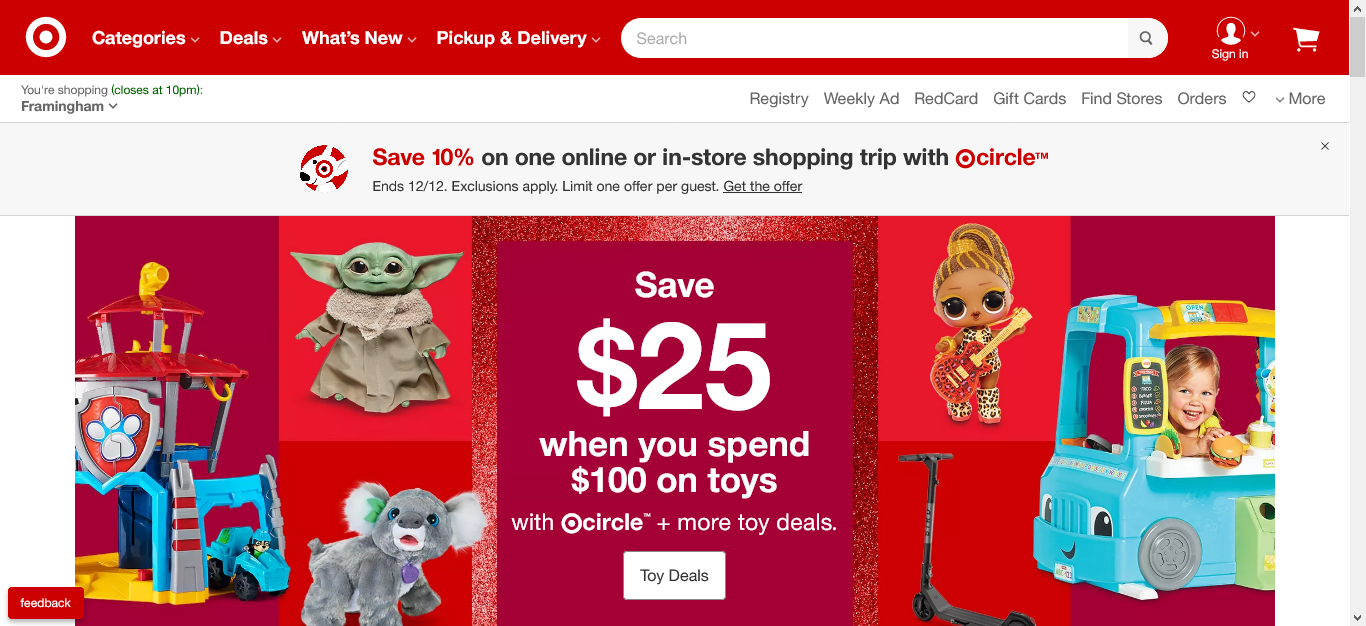 Categories Deals What's New Pickup & Delivery Search Sign in
You're shopping (closes at 10pm):
Framingham
Registry Weekly Ad RedCard Gift Cards Find Stores Orders More
Save 10% on one online or in-store shopping trip with circle™
Ends 12/12. Exclusions apply. Limit one offer per guest. Get the offer
Save
$25
when you spend
$100 on toys
with circle™ + more toy deals.
Toy Deals
OPEN
feedback